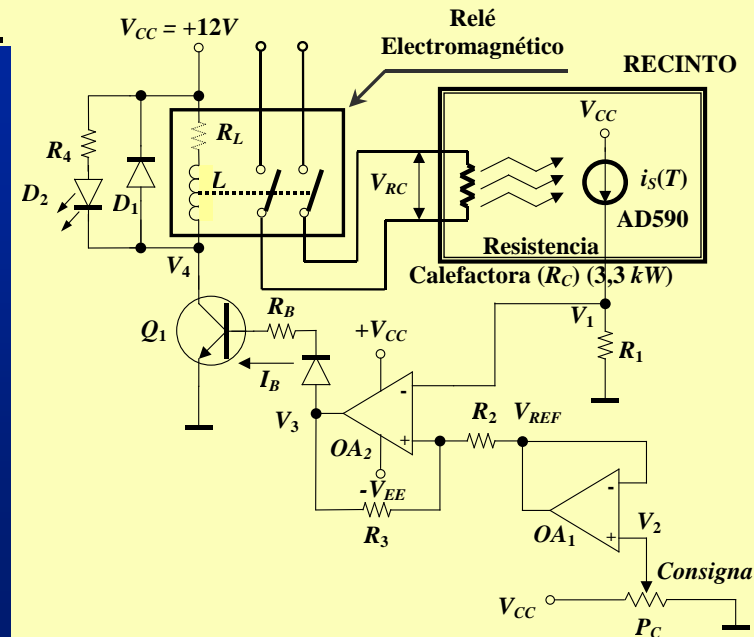 Relé
Electromagnético
V_CC = +12V
RECINTO
V_CC
R_L
R_4
L
V_RC
i_S(T)
D_2
D_1
AD590
Resistencia
Calefactora (R_C) (3,3 kW)
V_4
V_1
R_B
Q_1
+V_CC
R_1
I_B
-
R_2
V_REF
V_3
+
OA_2
-
-V_EE
V_2
R_3
OA_1
+
Consigna
V_CC
P_C